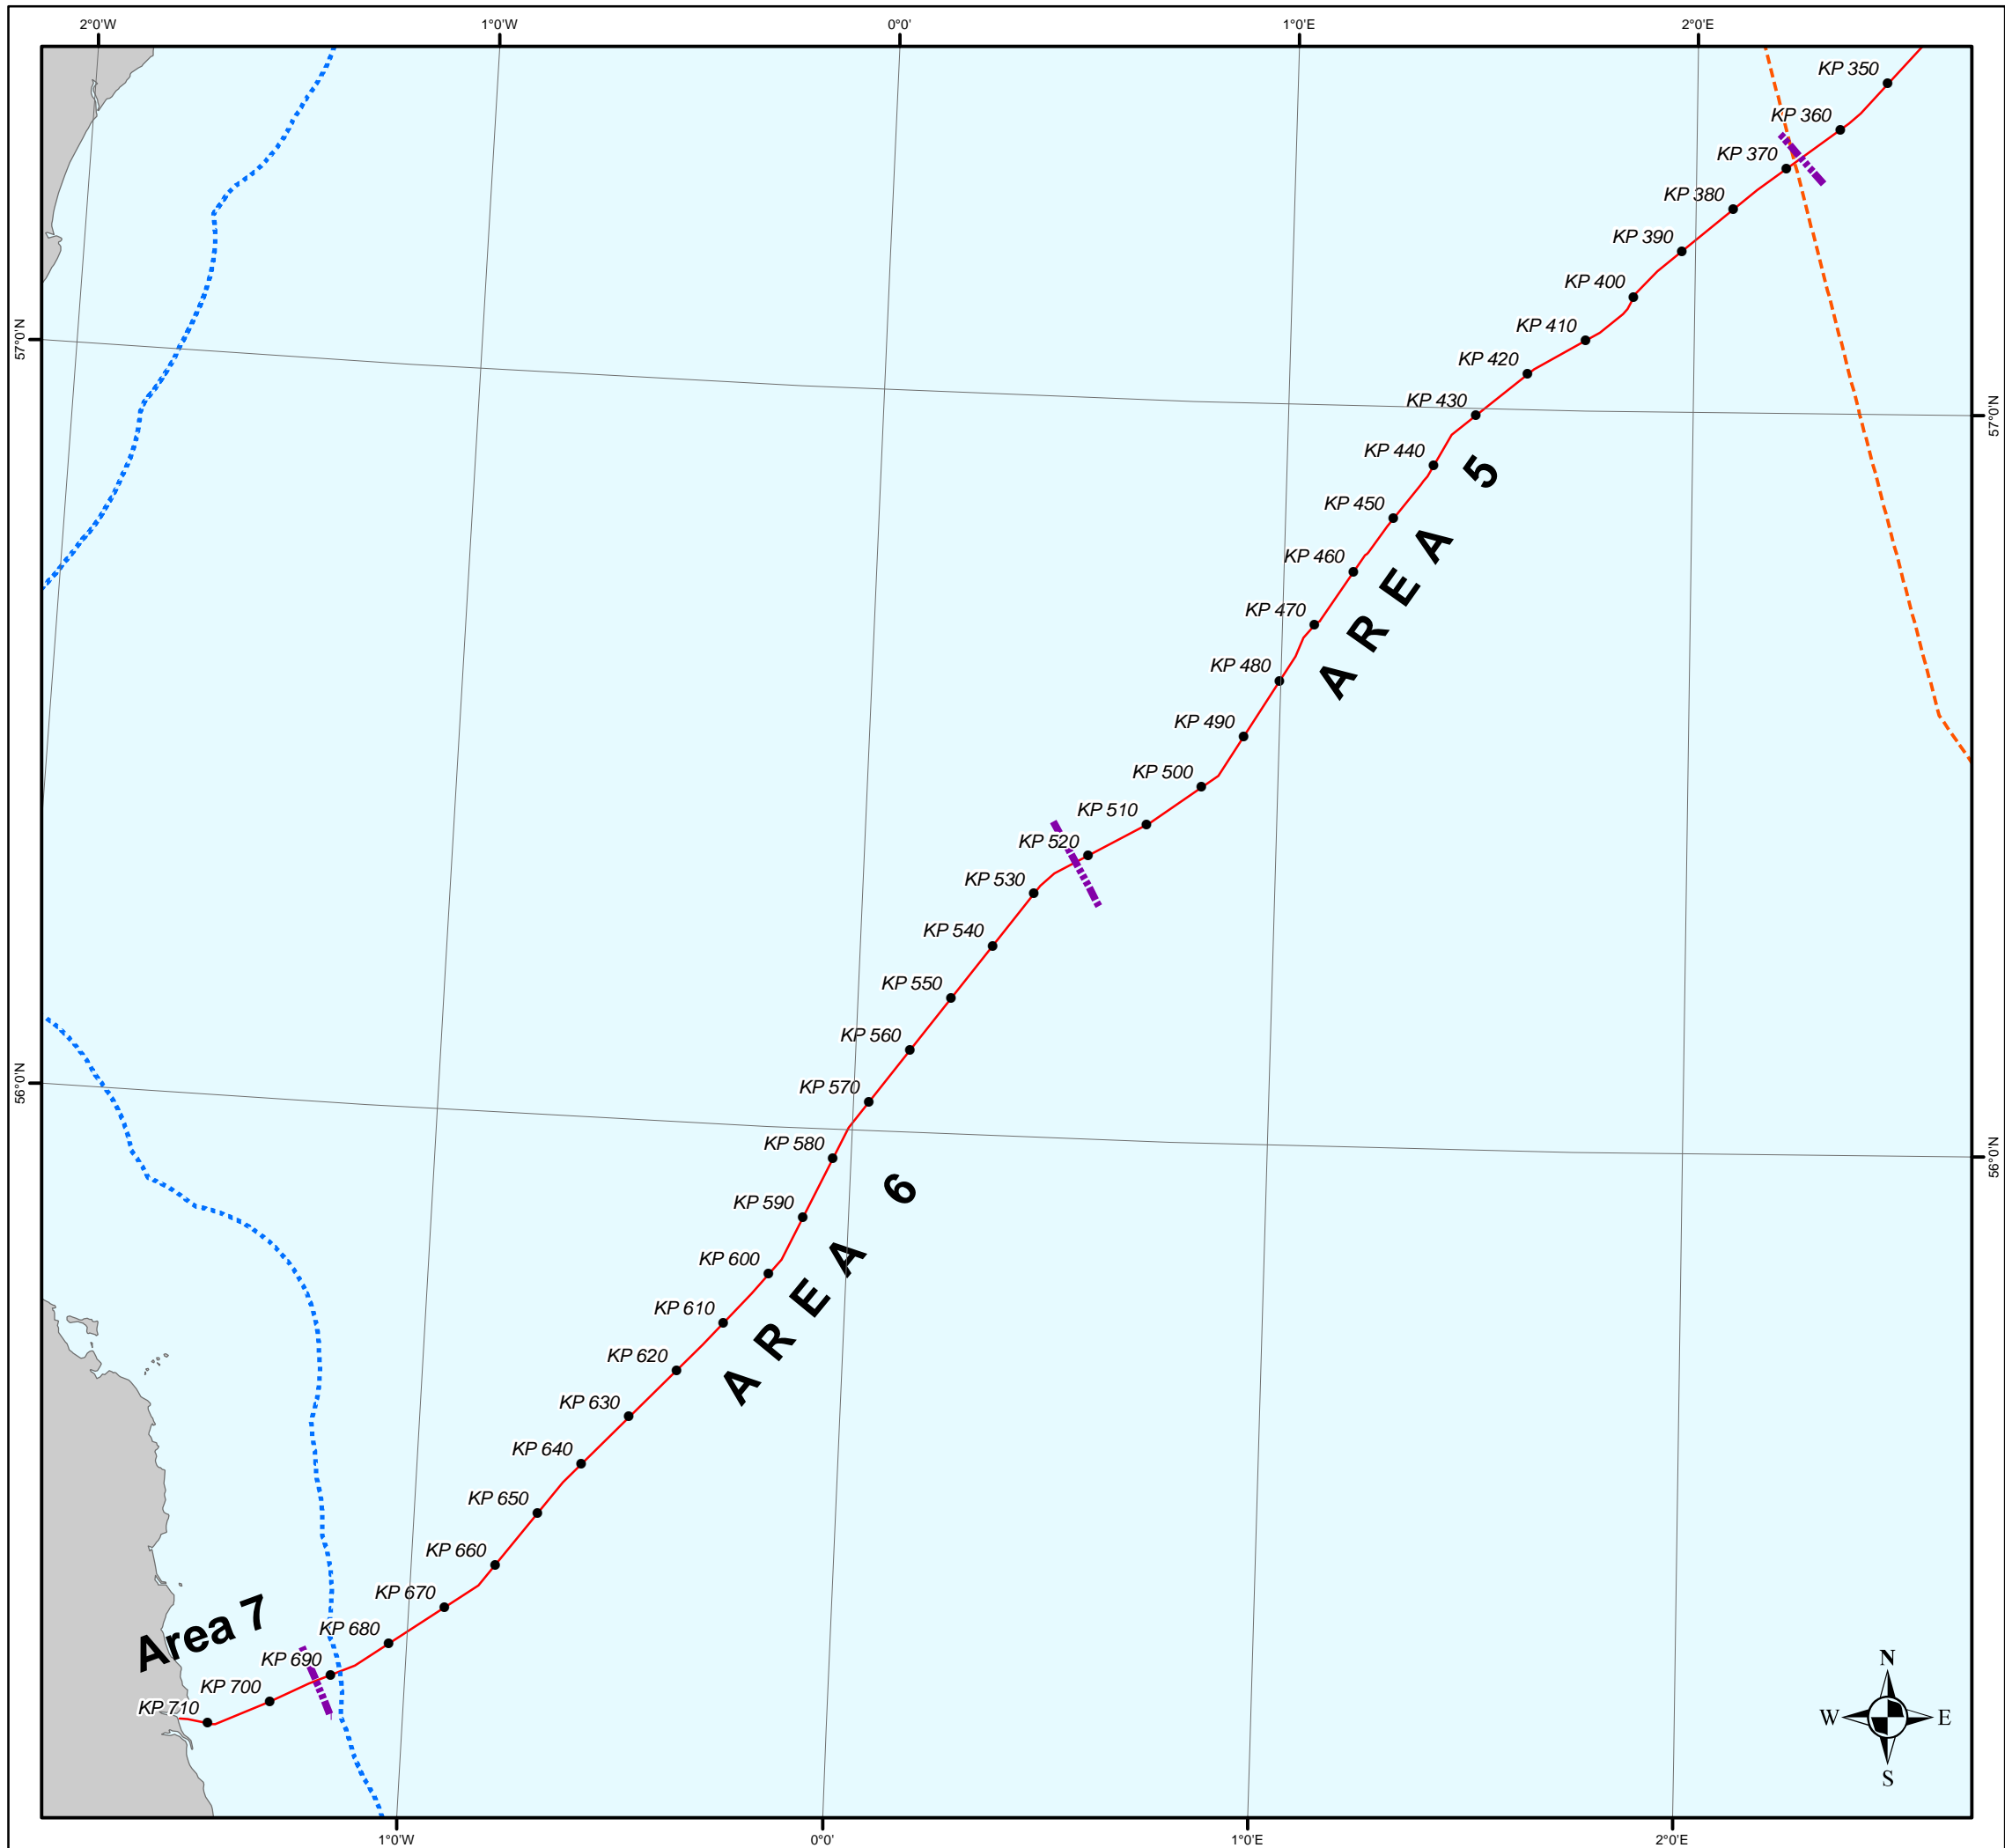 2°0'W
1°0'W
0°0'
1°0'E
2°0'E
KP 350
KP 360
KP 370
KP 380
KP 390
KP 400
KP 410
57°0'N
57°0'N
KP 420
KP 430
KP 440
KP 450
KP 460
KP 470
KP 480
KP 490
AREA 5
KP 500
KP 510
KP 520
KP 530
KP 540
KP 550
KP 560
KP 570
56°0'N
56°0'N
KP 580
KP 590
KP 600
KP 610
KP 620
KP 630
AREA 6
KP 640
KP 650
KP 660
KP 670
KP 680
KP 690
Area 7
KP 700
KP 710
N
W
E
S
1°0'W
0°0'
1°0'E
2°0'E